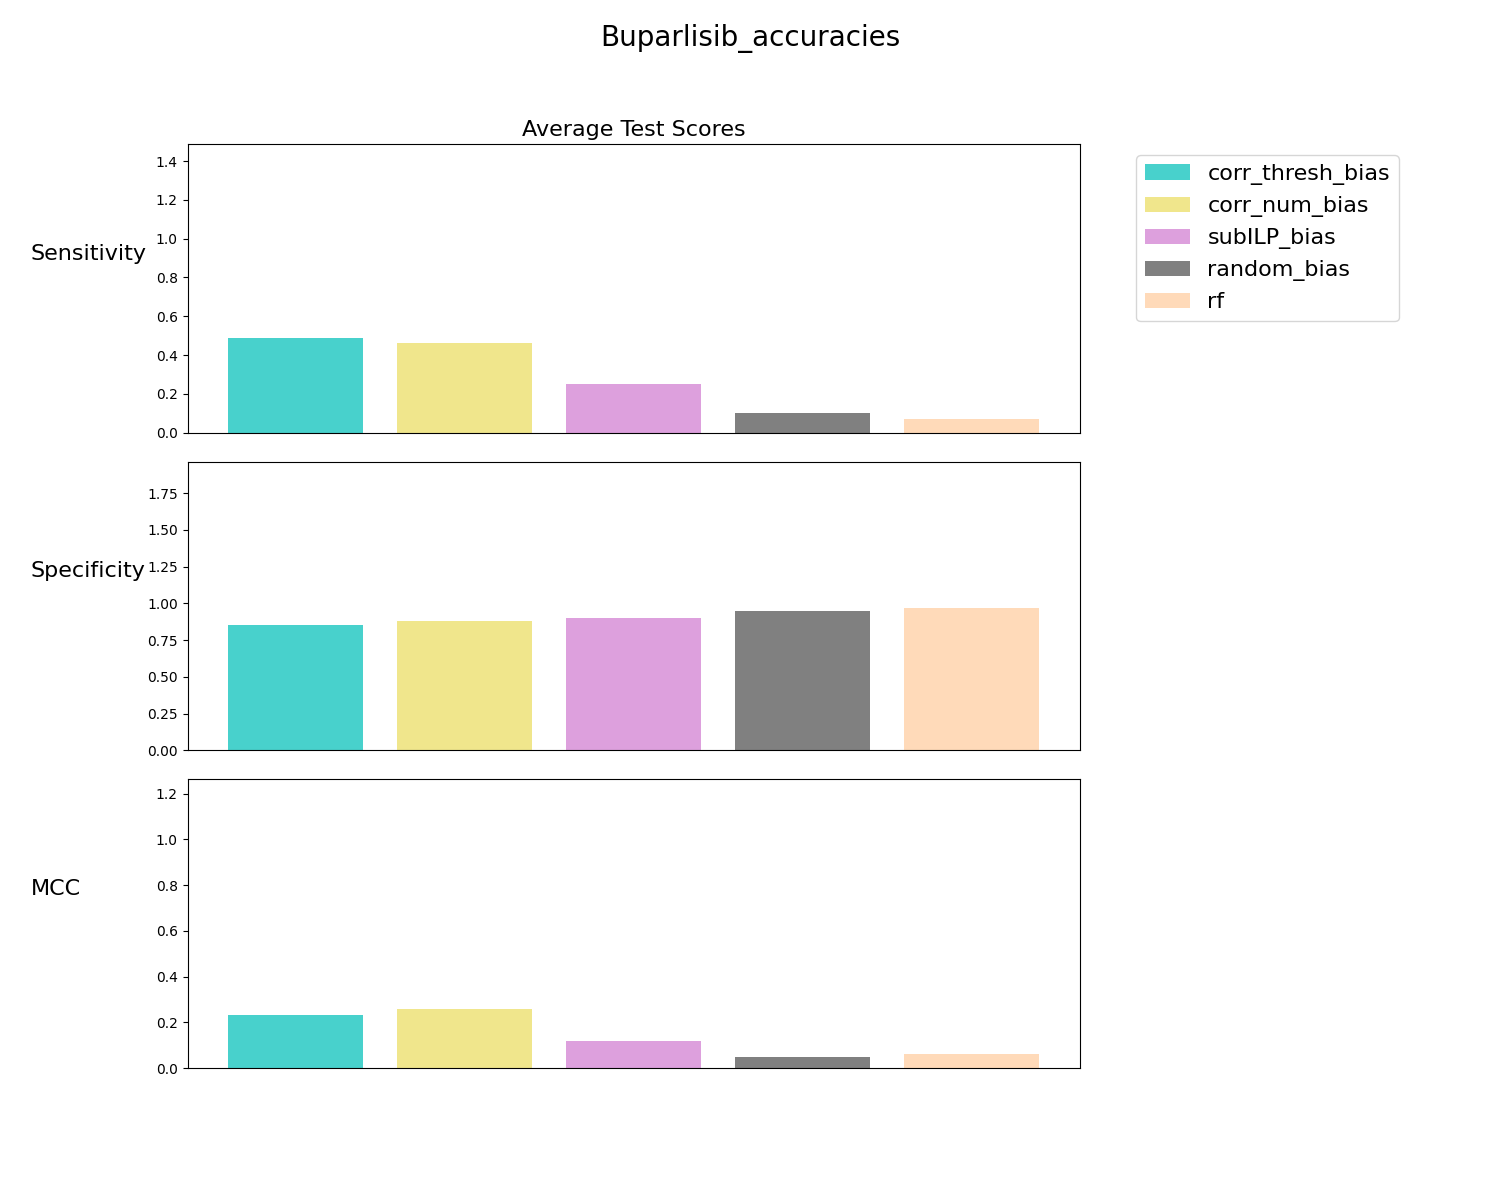 Buparlisib_accuracies
Average Test Scores
Sensitivity
1.4
1.2
1.0
0.8
0.6
0.4
0.2
0.0
corr_thresh_bias
corr_num_bias
subILP_bias
random_bias
rf
Specificity
1.75
1.50
1.25
1.00
0.75
0.50
0.25
0.00
MCC
1.2
1.0
0.8
0.6
0.4
0.2
0.0